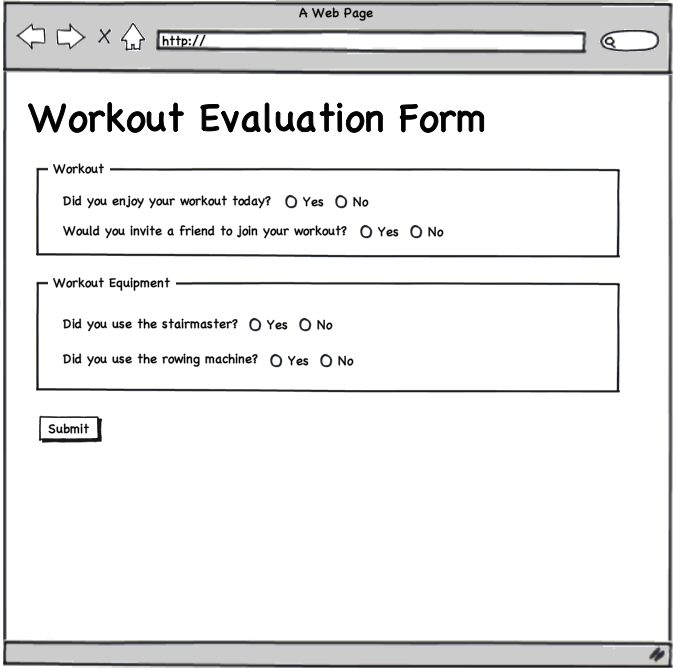 A Web Page
http://
Workout Evaluation Form
Workout
Did you enjoy your workout today? Yes No
Would you invite a friend to join your workout? Yes No
Workout Equipment
Did you use the stairmaster? Yes No
Did you use the rowing machine? Yes No
Submit